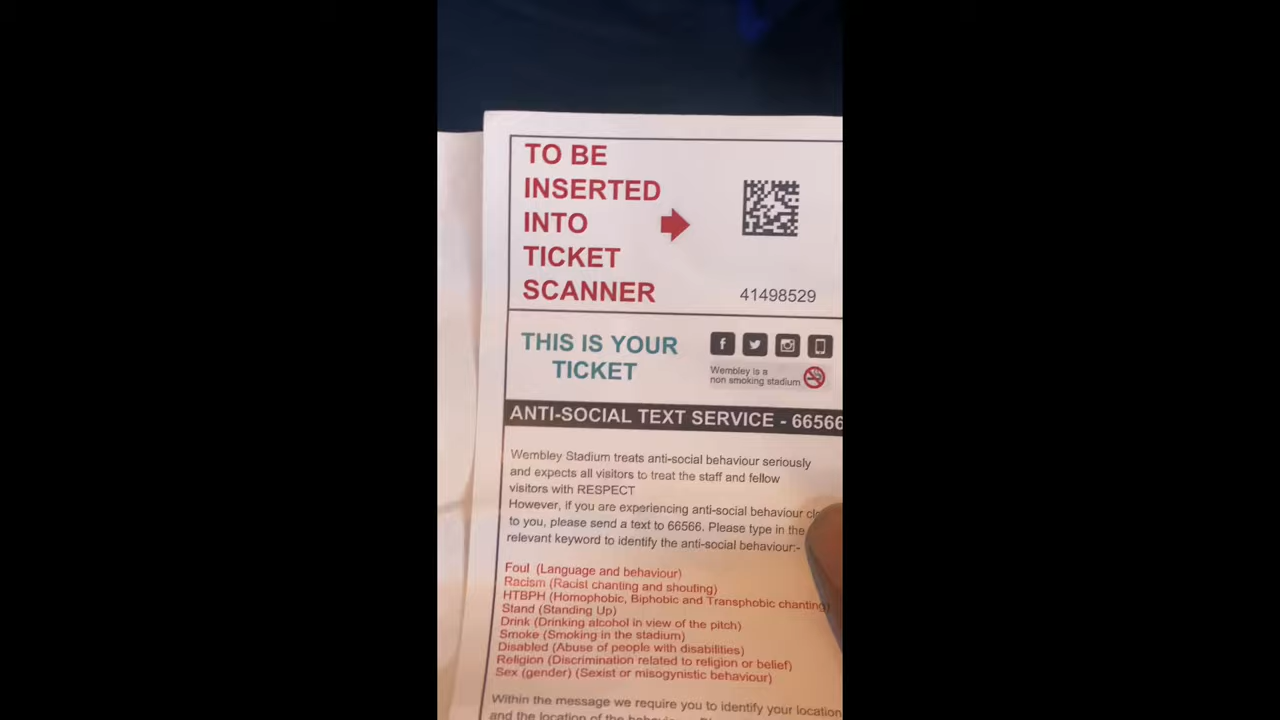 TO BE
INSERTED
INTO
TICKET
SCANNER
41498529
THIS IS YOUR
TICKET
Wembley is a
non smoking stadium
ANTI-SOCIAL TEXT SERVICE - 66566
Wembley Stadium treats anti-social behaviour seriously
and expects all visitors to treat the staff and fellow
visitors with RESPECT
However, if you are experiencing anti-social behaviour
to you, please send a text to 66566. Please type in the
relevant keyword to identify the anti-social behaviour:-
Foul (Language and behaviour)
Racism (Racist chanting and shouting)
HTBPH (Homophobic, Biphobic and Transphobic chanting)
Stand (Standing Up)
Drink (Drinking alcohol in view of the pitch)
Smoke (Smoking in the stadium)
Disabled (Abuse of people with disabilities)
Religion (Discrimination related to religion or belief)
Sex (gender) (Sexist or misogynistic behaviour)
Within the message we require you to identify your location
and the location of the